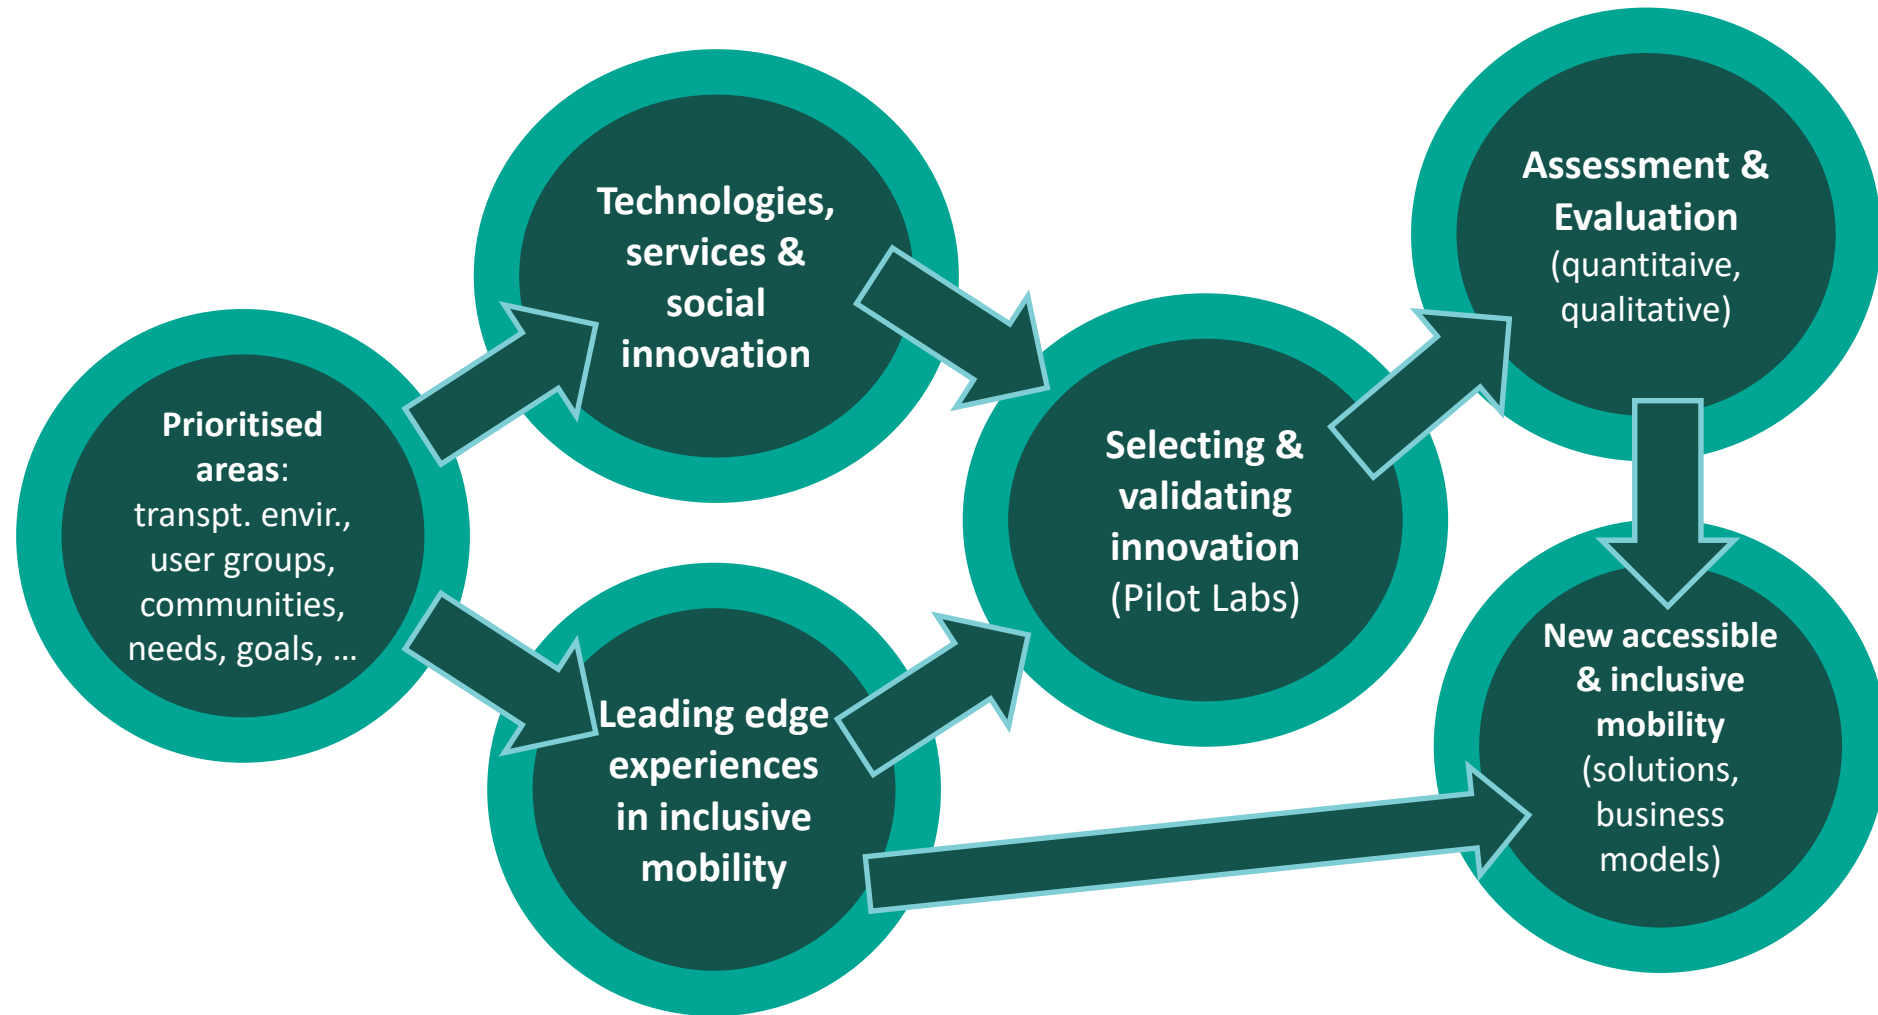 Prioritised
areas:
transpt. envir.,
user groups,
communities,
needs, goals, ...
Technologies,
services &
social
innovation
Leading edge
experiences
in inclusive
mobility
Selecting &
validating
innovation
(Pilot Labs)
Assessment &
Evaluation
(quantitaive,
qualitative)
New accessible
& inclusive
mobility
(solutions,
business
models)